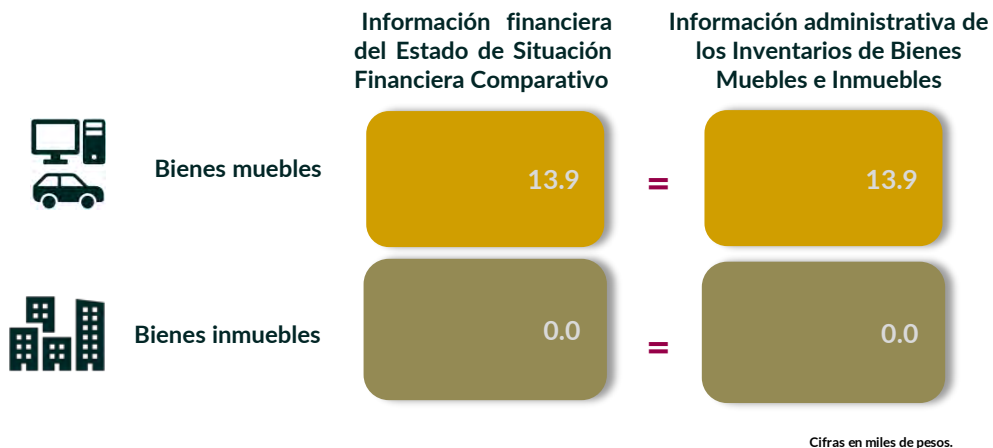 Información financiera
del Estado de Situación
Financiera Comparativo
Información administrativa de
los Inventarios de Bienes
Muebles e Inmuebles
Bienes muebles
13.9
=
13.9
Bienes inmuebles
0.0
=
0.0
Cifras en miles de pesos.